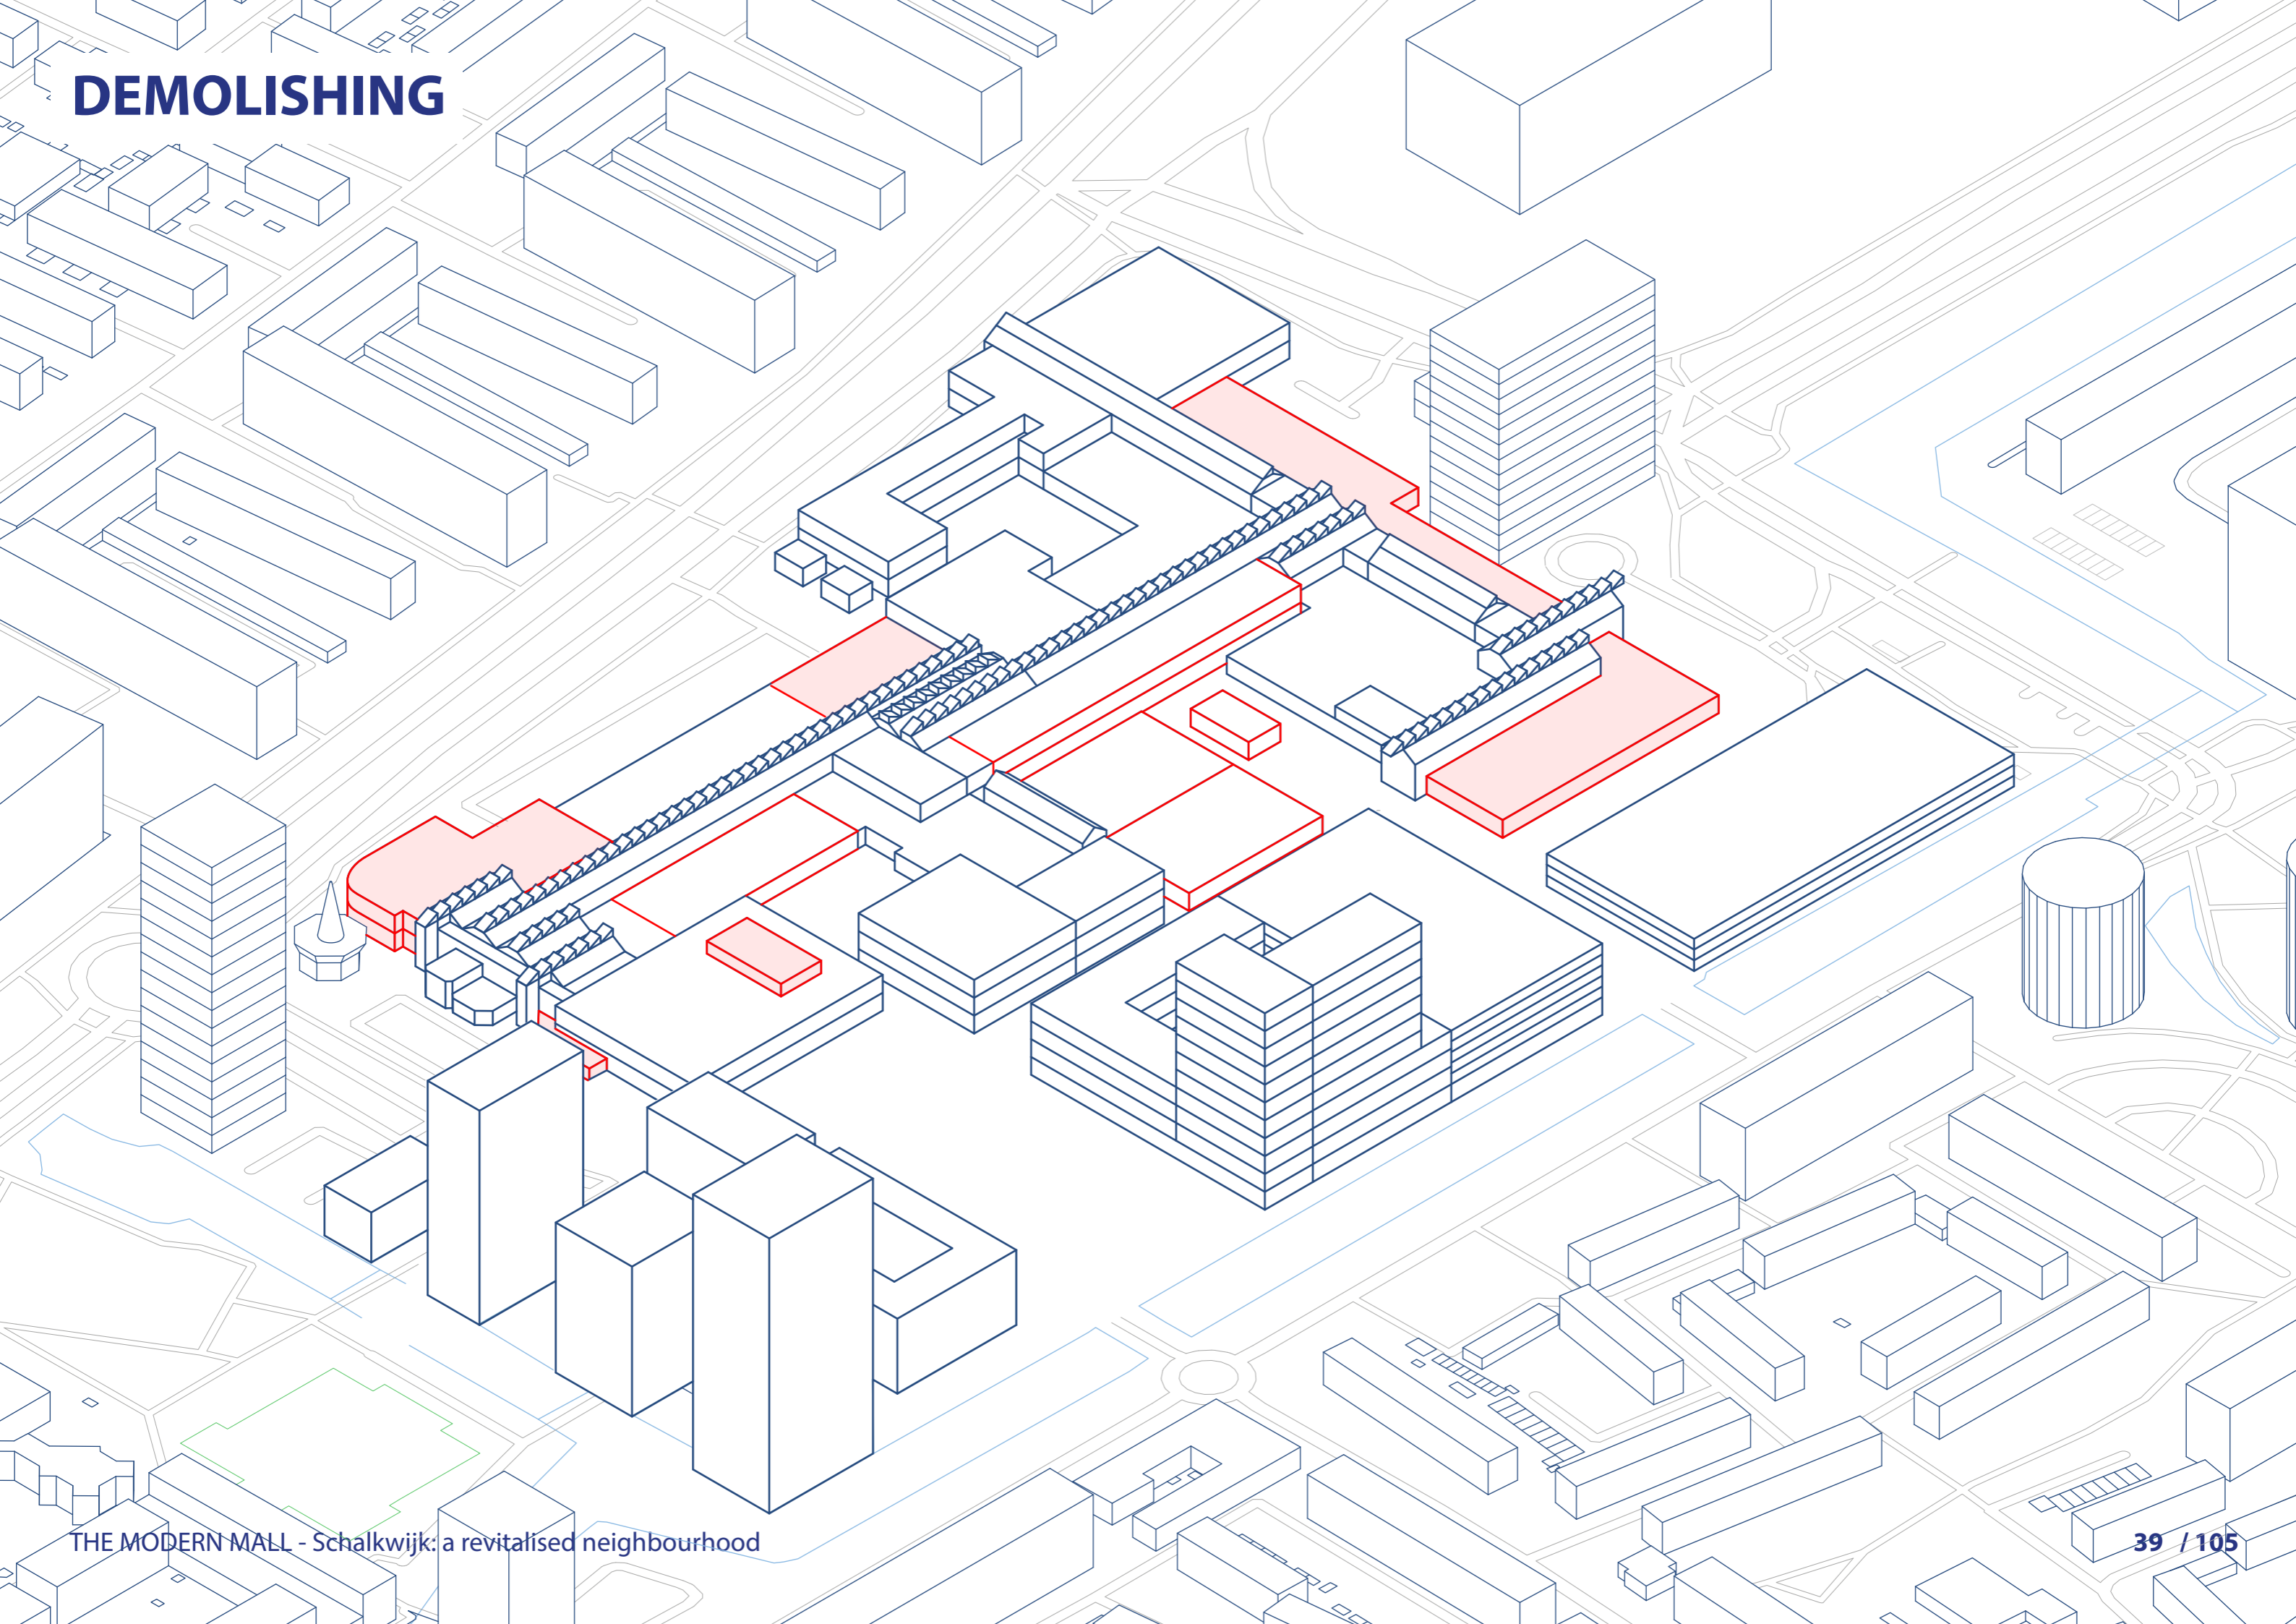 DEMOLISHING
THE MODERN MALL - Schalkwijk: a revitalised neighbourhood
39 / 105